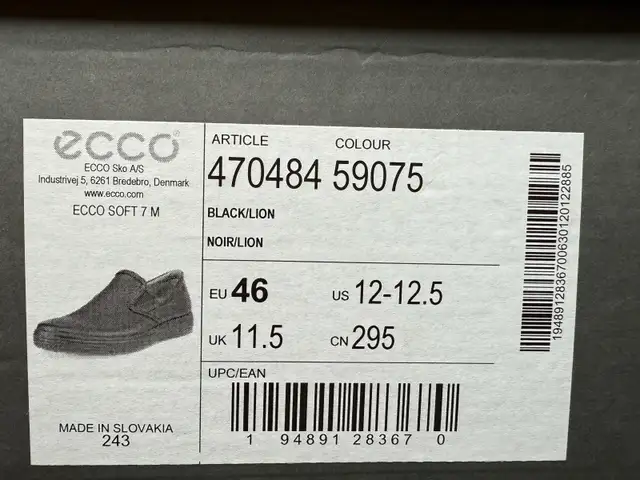 ecco®
ECCO Sko A/S
Industrivej 5, 6261 Bredebro, Denmark
www.ecco.com
ECCO SOFT 7 M
MADE IN SLOVAKIA
243
ARTICLE COLOUR
470484 59075
BLACK/LION
NOIR/LION
EU 46 US 12-12.5
UK 11.5 CN 295
UPC/EAN
1 94891 28367 0
19489128367006301201228​85